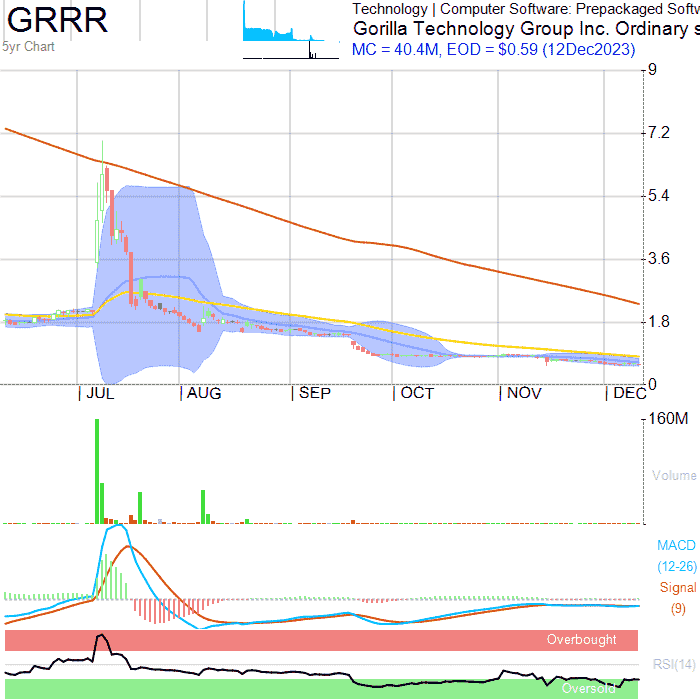 GRRR
5yr Chart
Technology | Computer Software: Prepackaged Softw
Gorilla Technology Group Inc. Ordinary s
MC = 40.4M, EOD = $0.59 (12Dec2023)
9
7.2
5.4
3.6
1.8
0
JUL
AUG
SEP
OCT
NOV
DEC
160M
Volume
MACD
(12-26)
Signal
(9)
Overbought
RSI(14)
Oversold